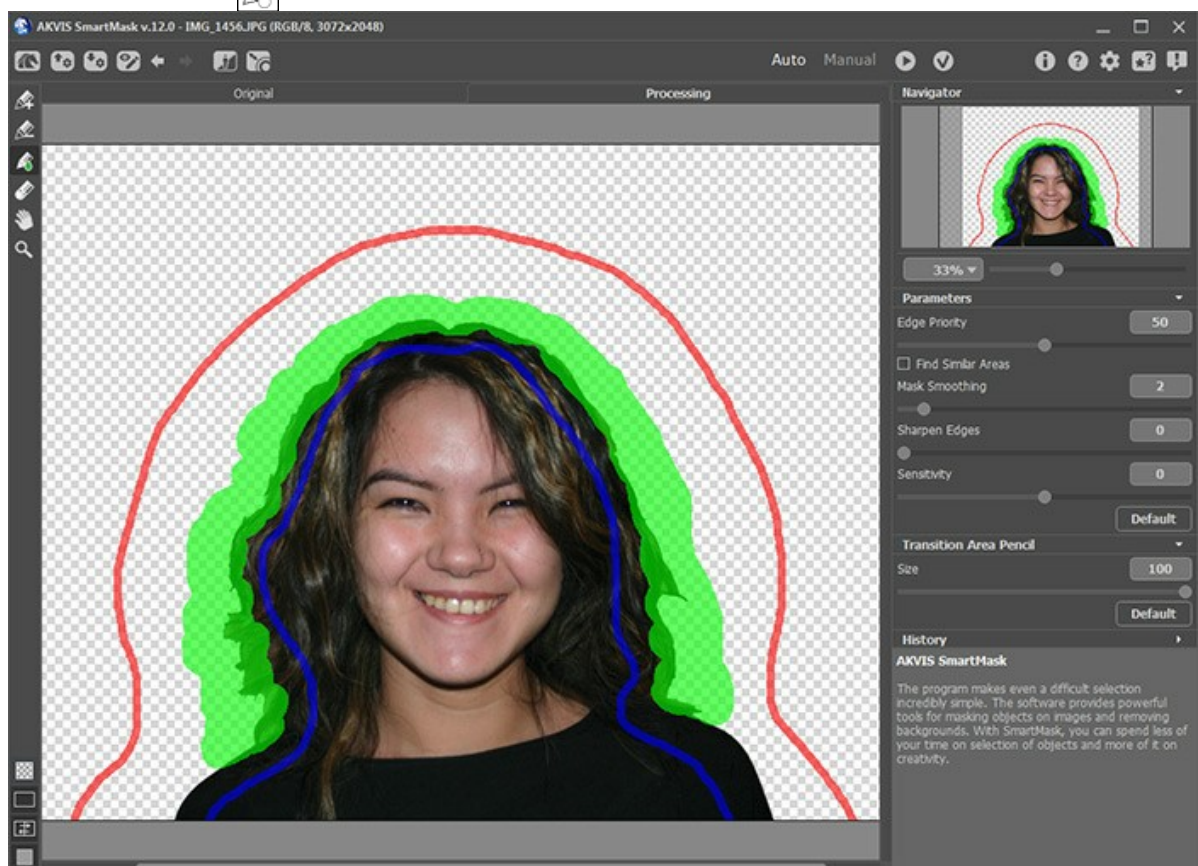 AKVIS SmartMask v.12.0 - IMG_1456.JPG (RGB/8, 3072x2048)
Auto Manual
Original Processing
Navigator
33%
Parameters
Edge Priority 50
Find Similar Areas
Mask Smoothing 2
Sharpen Edges 0
Sensitivity 0
Default
Transition Area Pencil
Size 100
Default
History
AKVIS SmartMask
The program makes even a difficult selection
incredibly simple. The software provides powerful
tools for masking objects on images and removing
backgrounds. With SmartMask, you can spend less of
your time on selection of objects and more of it on
creativity.